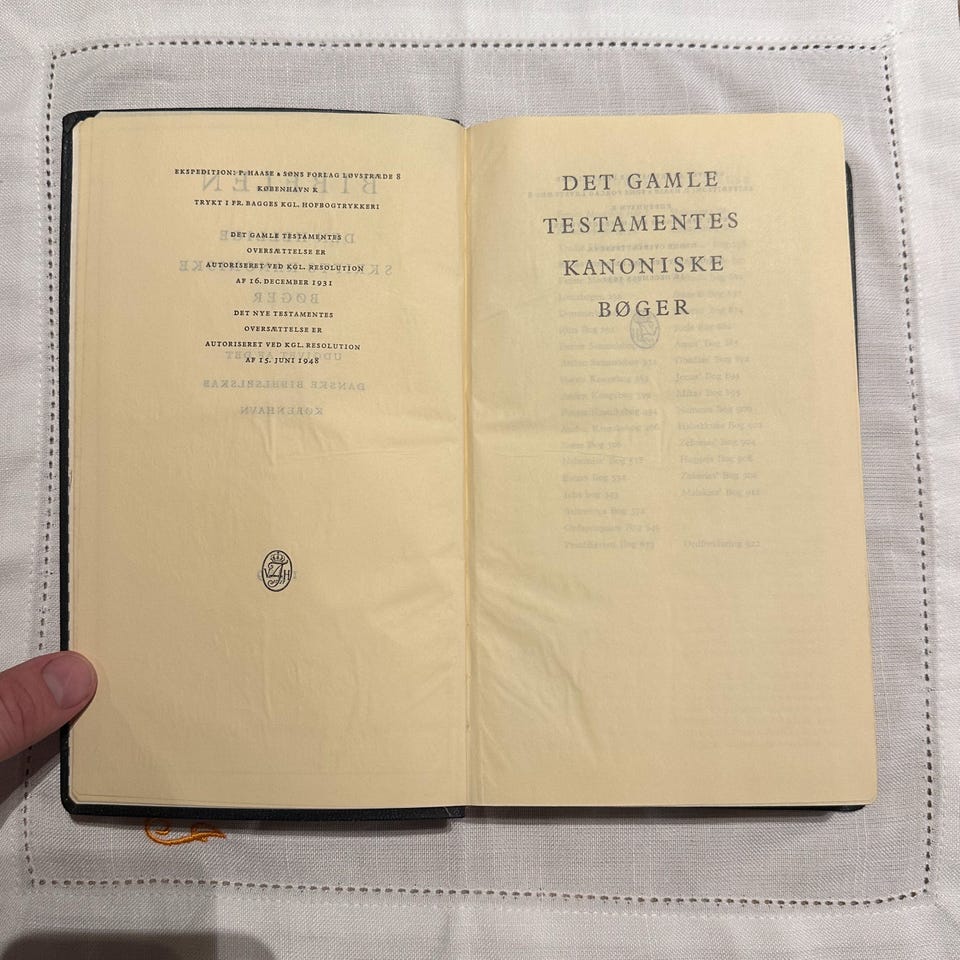 EKSPEDITION: P. HAASE & SØNS FORLAG LØVSTRÆDE 8
KØBENHAVN K
TRYKT I FR. BAGGES KGL. HOFBOGTRYKKERI
DET GAMLE TESTAMENTES
OVERSÆTTELSE ER
AUTORISERET VED KGL. RESOLUTION
AF 16. DECEMBER 1931
DET NYE TESTAMENTES
OVERSÆTTELSE ER
AUTORISERET VED KGL. RESOLUTION
AF 15. JUNI 1948
DET GAMLE
TESTAMENTES
KANONISKE
BØGER